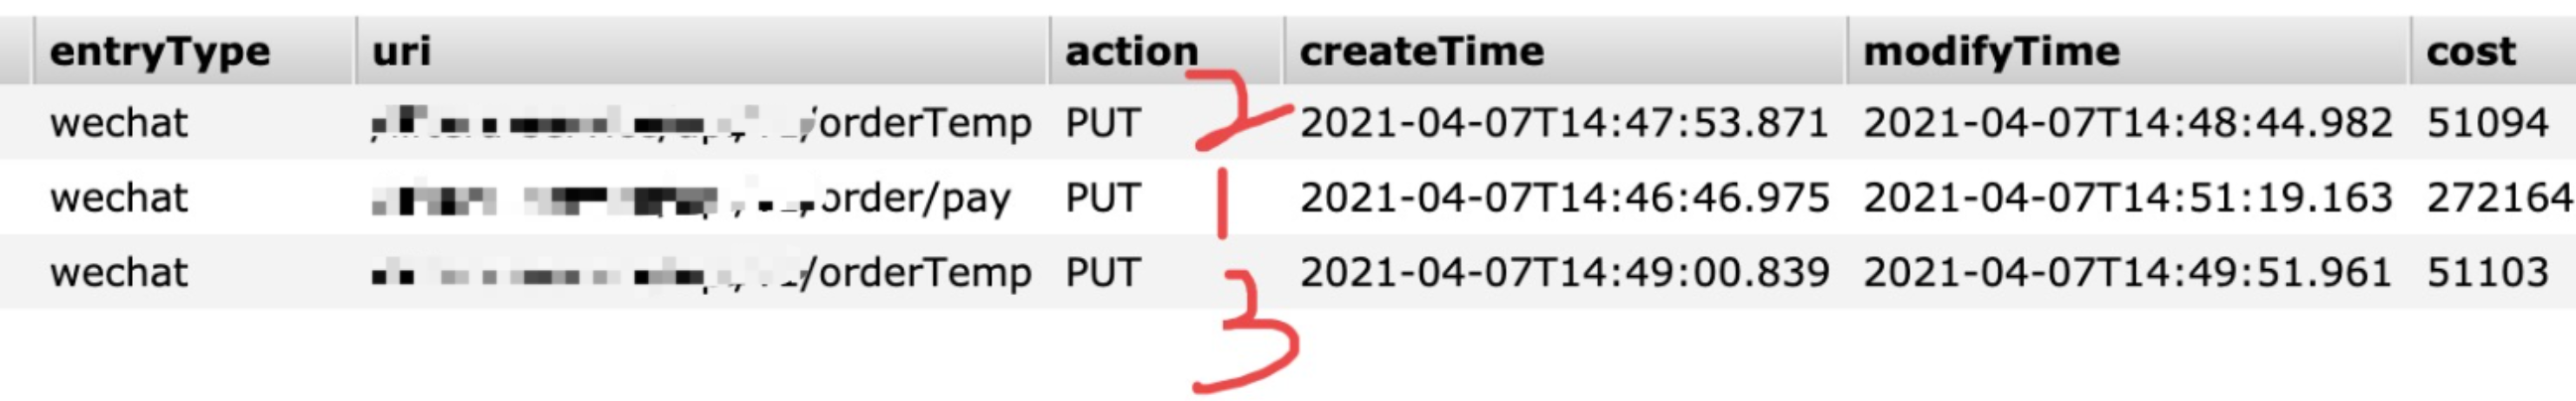 entryType uri action createTime modifyTime cost
wechat /orderTemp PUT 2 2021-04-07T14:47:53.871 2021-04-07T14:48:44.982 51094
wechat order/pay PUT 1 2021-04-07T14:46:46.975 2021-04-07T14:51:19.163 272164
wechat /orderTemp PUT 3 2021-04-07T14:49:00.839 2021-04-07T14:49:51.961 51103